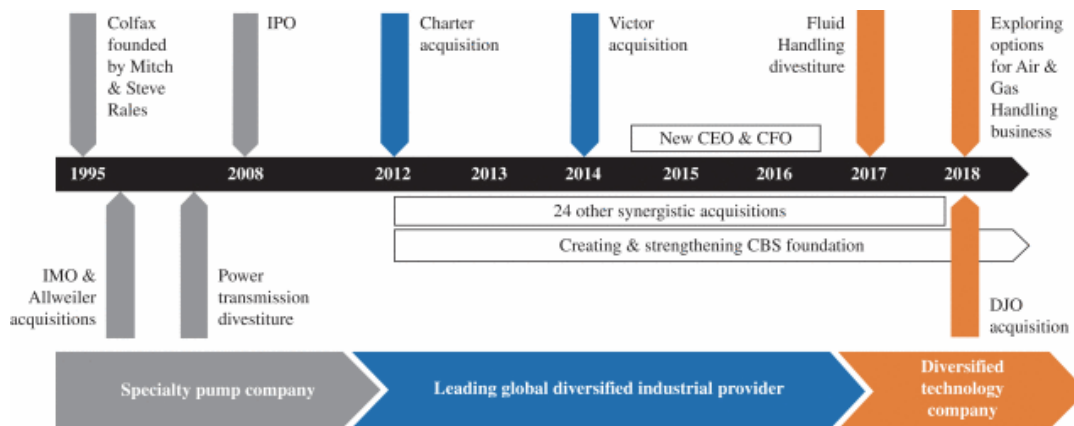 Colfax
founded
by Mitch
& Steve
Rales
IPO
Charter
acquisition
Victor
acquisition
Fluid
Handling
divestiture
Exploring
options
for Air &
Gas
Handling
business
New CEO & CFO
1995
2008
2012
2013
2014
2015
2016
2017
2018
24 other synergistic acquisitions
Creating & strengthening CBS foundation
IMO &
Allweiler
acquisitions
Power
transmission
divestiture
DJO
acquisition
Specialty pump company
Leading global diversified industrial provider
Diversified
technology
company